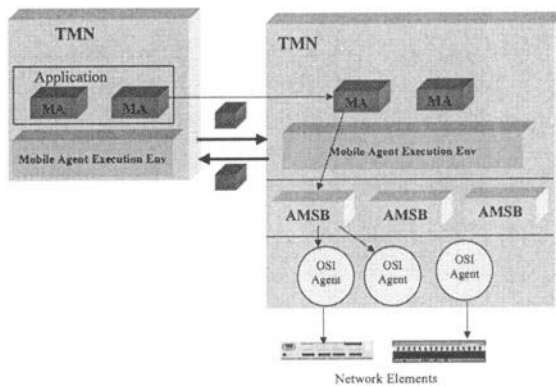 TMN
Application
MA
MA
Mobile Agent Execution Env
TMN
MA
MA
Mobile Agent Execution Env
AMSB
AMSB
AMSB
OSI
Agent
OSI
Agent
OSI
Agent
Network Elements